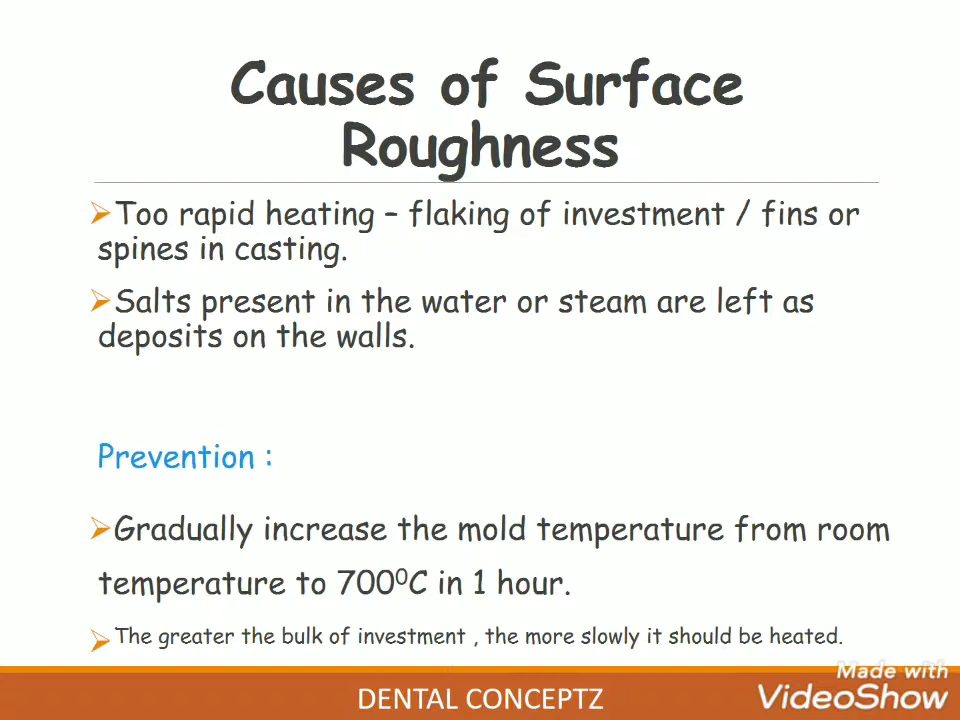 Causes of Surface
Roughness
➢Too rapid heating – flaking of investment / fins or
spines in casting.
➢Salts present in the water or steam are left as
deposits on the walls.
Prevention :
➢Gradually increase the mold temperature from room
temperature to 700⁰C in 1 hour.
➢The greater the bulk of investment , the more slowly it should be heated.
Made with
VideoShow
DENTAL CONCEPTZ